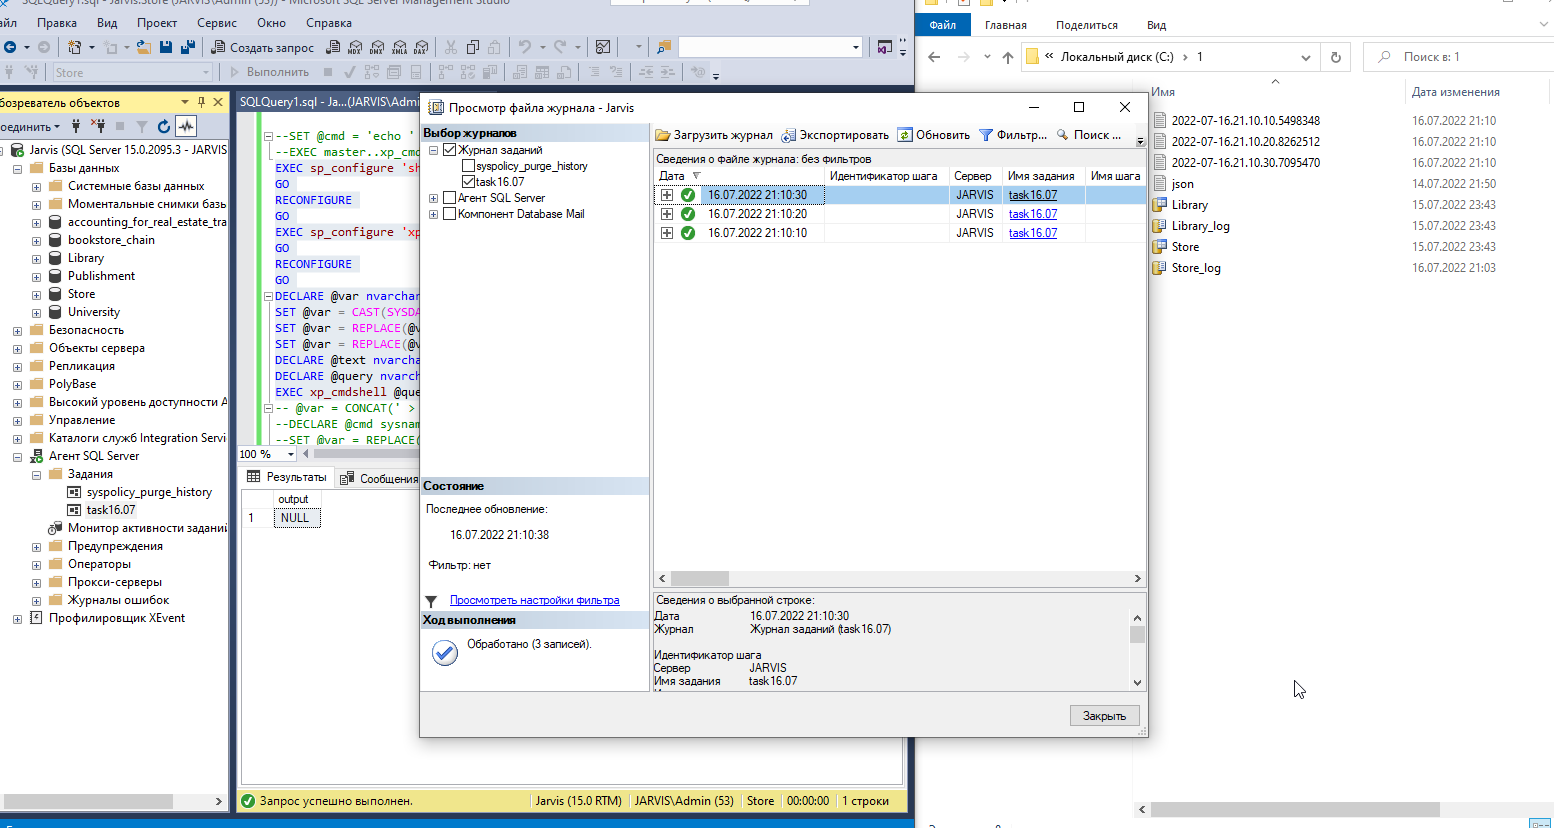 SQLQuery1.sql - Jarvis.Store (JARVIS\Admin (53)) - Microsoft SQL Server Management Studio
Правка Вид Проект Сервис Окно Справка
Создать запрос
MDX DMX XMLA DAX
Store
Выполнить
Jarvis (SQL Server 15.0.2095.3 - JARVIS
Базы данных
Системные базы данных
Моментальные снимки базы
accounting_for_real_estate_tra
bookstore_chain
Library
Publishment
Store
University
Безопасность
Объекты сервера
Репликация
PolyBase
Высокий уровень доступности A
Управление
Каталоги служб Integration Servi
Агент SQL Server
Задания
syspolicy_purge_history
task16.07
Монитор активности заданий
Предупреждения
Операторы
Прокси-серверы
Журналы ошибок
Профилировщик XEvent
SQLQuery1.sql - Ja...(JARVIS\Admi
--SET @cmd = 'echo '
--EXEC master..xp_cmd
EXEC sp_configure 'sh
GO
RECONFIGURE
GO
EXEC sp_configure 'xp
GO
RECONFIGURE
GO
DECLARE @var nvarchar
SET @var = CAST(SYSDA
SET @var = REPLACE(@v
SET @var = REPLACE(@v
DECLARE @text nvarcha
DECLARE @query nvarch
EXEC xp_cmdshell @que
-- @var = CONCAT(' >
--DECLARE @cmd sysnam
--SET @var = REPLACE(
100 %
Результаты Сообщения
output
1 NULL
Запрос успешно выполнен. Jarvis (15.0 RTM) JARVIS\Admin (53) Store 00:00:00 1 строки
Просмотр файла журнала - Jarvis
Выбор журналов
Журнал заданий
syspolicy_purge_history
task16.07
Агент SQL Server
Компонент Database Mail
Состояние
Последнее обновление:
16.07.2022 21:10:38
Фильтр: нет
Просмотреть настройки фильтра
Ход выполнения
Обработано (3 записей).
Загрузить журнал Экспортировать Обновить Фильтр... Поиск ...
Сведения о файле журнала: без фильтров
Дата Идентификатор шага Сервер Имя задания Имя шага
16.07.2022 21:10:30 JARVIS task16.07
16.07.2022 21:10:20 JARVIS task16.07
16.07.2022 21:10:10 JARVIS task16.07
Сведения о выбранной строке:
Дата 16.07.2022 21:10:30
Журнал Журнал заданий (task16.07)
Идентификатор шага
Сервер JARVIS
Имя задания task16.07
Закрыть
Файл Главная Поделиться Вид
« Локальный диск (C:) › 1
Поиск в: 1
Имя Дата изменения
2022-07-16.21.10.10.5498348 16.07.2022 21:10
2022-07-16.21.10.20.8262512 16.07.2022 21:10
2022-07-16.21.10.30.7095470 16.07.2022 21:10
json 14.07.2022 21:50
Library 15.07.2022 23:43
Library_log 15.07.2022 23:43
Store 15.07.2022 23:43
Store_log 16.07.2022 21:03